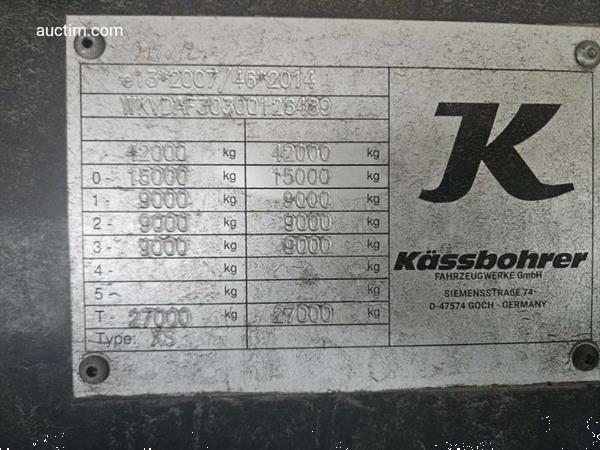 auctim.com
e13*2007/46*2014
WKVDAF30300126489
42000 kg 42000 kg
0- 15000 kg 15000 kg
1- 9000 kg 9000 kg
2- 9000 kg 9000 kg
3- 9000 kg 9000 kg
4- kg kg
5- kg kg
T- 27000 kg 27000 kg
Type: XS
K
Kässbohrer
FAHRZEUGWERKE GmbH
SIEMENSSTRAßE 74-
D-47574 GOCH - GERMANY